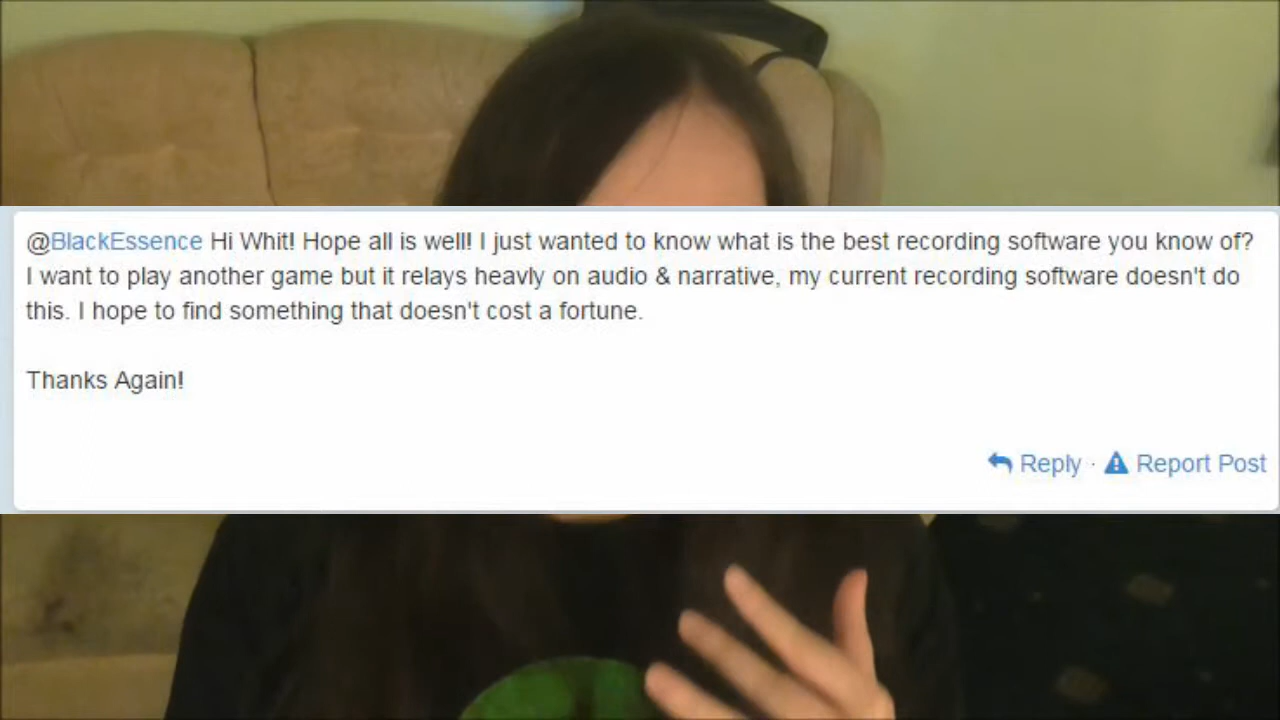 @BlackEssence Hi Whit! Hope all is well! I just wanted to know what is the best recording software you know of?
I want to play another game but it relays heavly on audio & narrative, my current recording software doesn't do
this. I hope to find something that doesn't cost a fortune.
Thanks Again!
Reply · Report Post